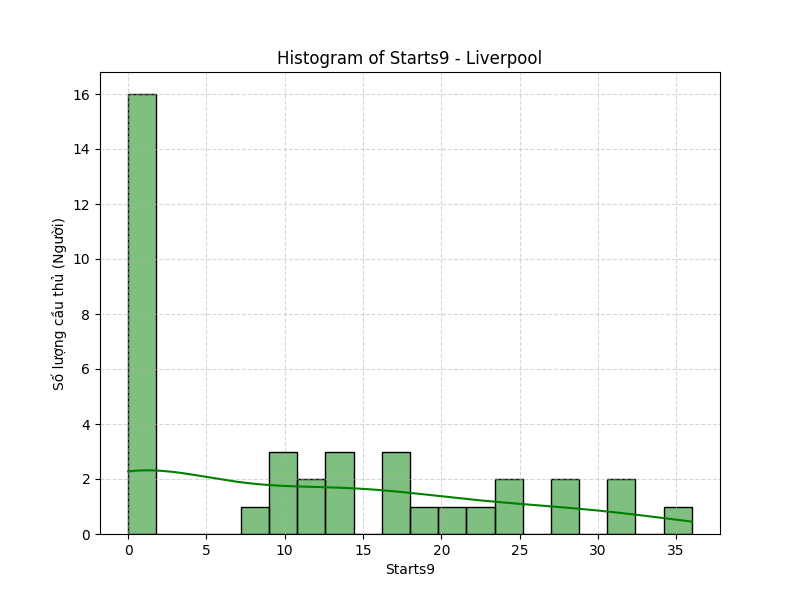 Histogram of Starts9 - Liverpool
Số lượng cầu thủ (Người)
16
14
12
10
8
6
4
2
0
0 5 10 15 20 25 30 35
Starts9